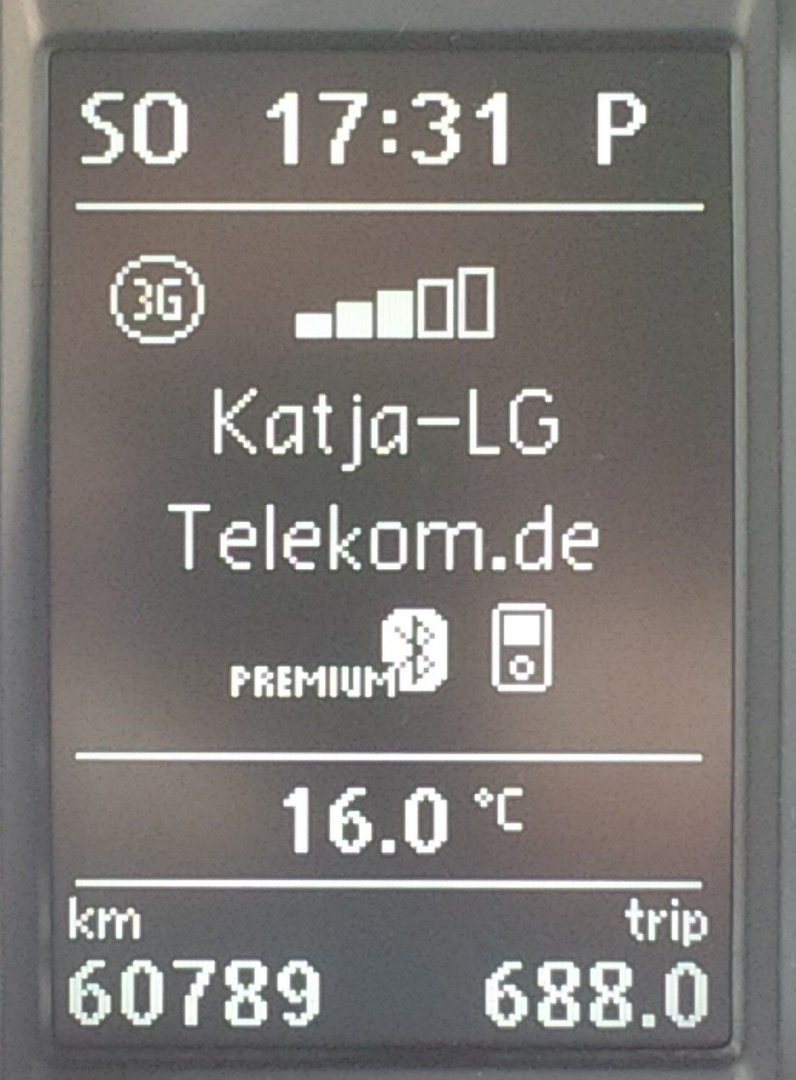 SO 17:31 P
3G
Katja-LG
Telekom.de
PREMIUM
16.0 °C
km trip
60789 688.0